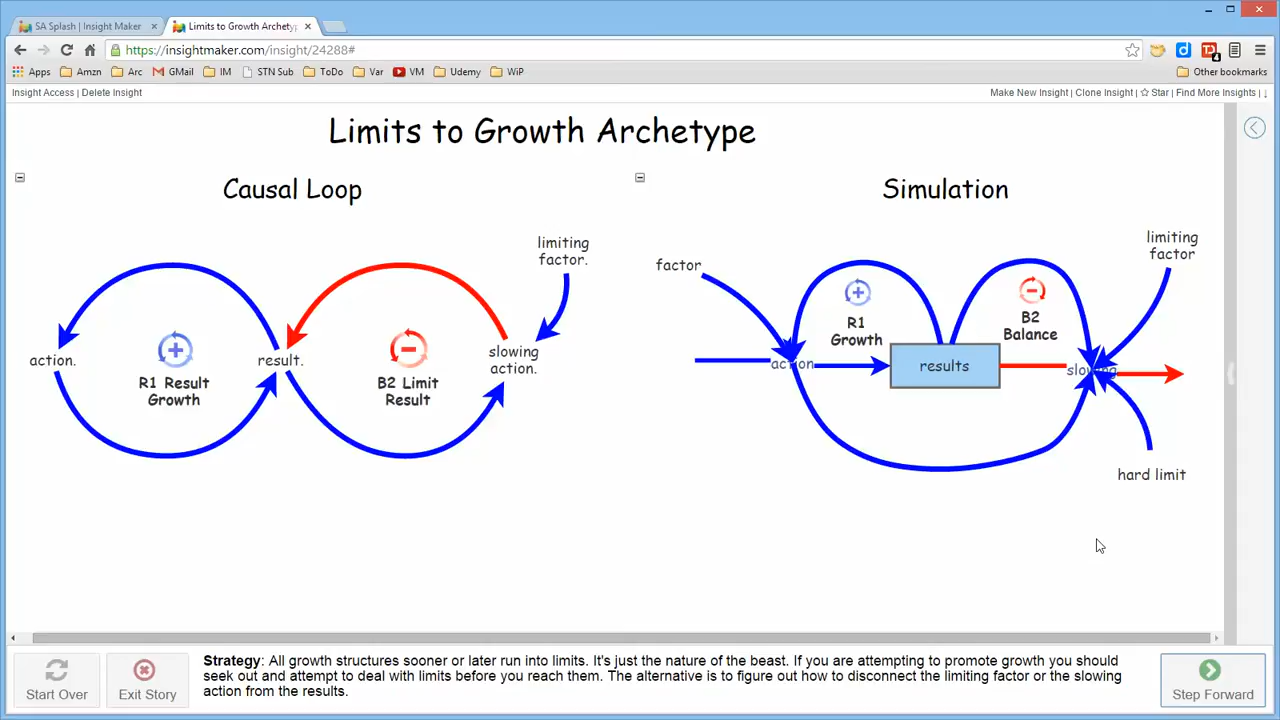 SA Splash | Insight Maker
Limits to Growth Archety
https://insightmaker.com/insight/24288#
Apps Amzn Arc GMail IM STN Sub ToDo Var VM Udemy WiP Other bookmarks
Insight Access | Delete Insight
Make New Insight | Clone Insight | Star | Find More Insights |
Limits to Growth Archetype
Causal Loop
limiting
factor.
action.
R1 Result
Growth
result.
B2 Limit
Result
slowing
action.
Simulation
limiting
factor
factor
R1
Growth
B2
Balance
action
results
slowing
hard limit
Start Over
Exit Story
Strategy: All growth structures sooner or later run into limits. It's just the nature of the beast. If you are attempting to promote growth you should
seek out and attempt to deal with limits before you reach them. The alternative is to figure out how to disconnect the limiting factor or the slowing
action from the results.
Step Forward